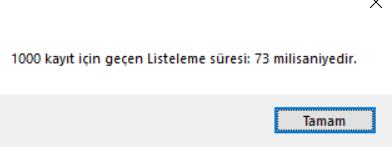 1000 kayıt için geçen Listeleme süresi: 73 milisaniyedir.
Tamam